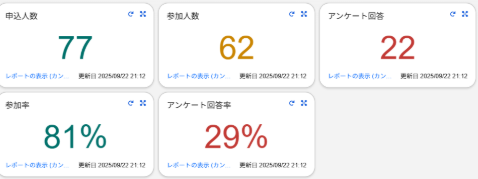 申込人数
77
レポートの表示 (カン... 更新日 2025/09/22 21:12
参加人数
62
レポートの表示 (カン... 更新日 2025/09/22 21:12
アンケート回答
22
レポートの表示 (カン... 更新日 2025/09/22 21:12
参加率
81%
レポートの表示 (カン... 更新日 2025/09/22 21:12
アンケート回答率
29%
レポートの表示 (カン... 更新日 2025/09/22 21:12